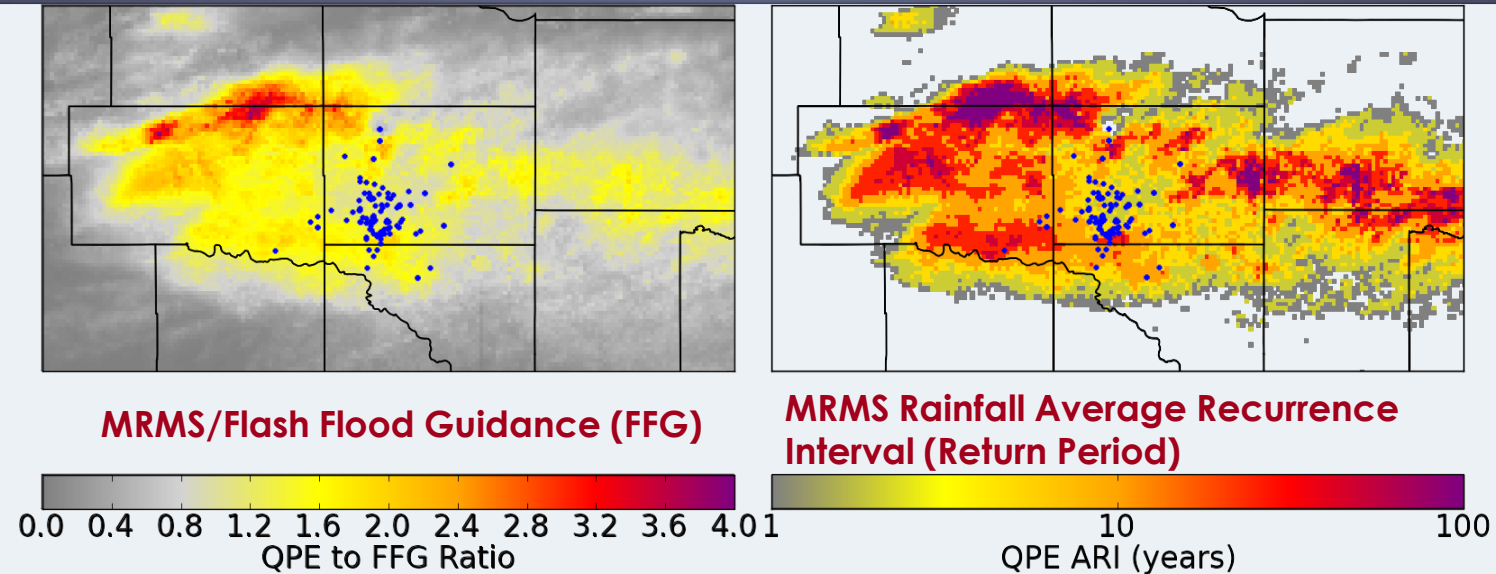 MRMS/Flash Flood Guidance (FFG)
0.0 0.4 0.8 1.2 1.6 2.0 2.4 2.8 3.2 3.6 4.0
QPE to FFG Ratio
MRMS Rainfall Average Recurrence
Interval (Return Period)
1 10 100
QPE ARI (years)